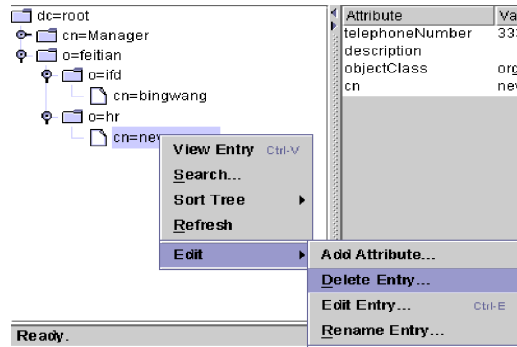 dc=root
cn=Manager
o=feitian
o=ifd
cn=bingwang
o=hr
Attribute
telephoneNumber 333
description
objectClass
cn
View Entry Ctrl-V
Search...
Sort Tree
Refresh
Edit
Add Attribute...
Delete Entry...
Edit Entry... Ctrl-E
Rename Entry...
Ready.